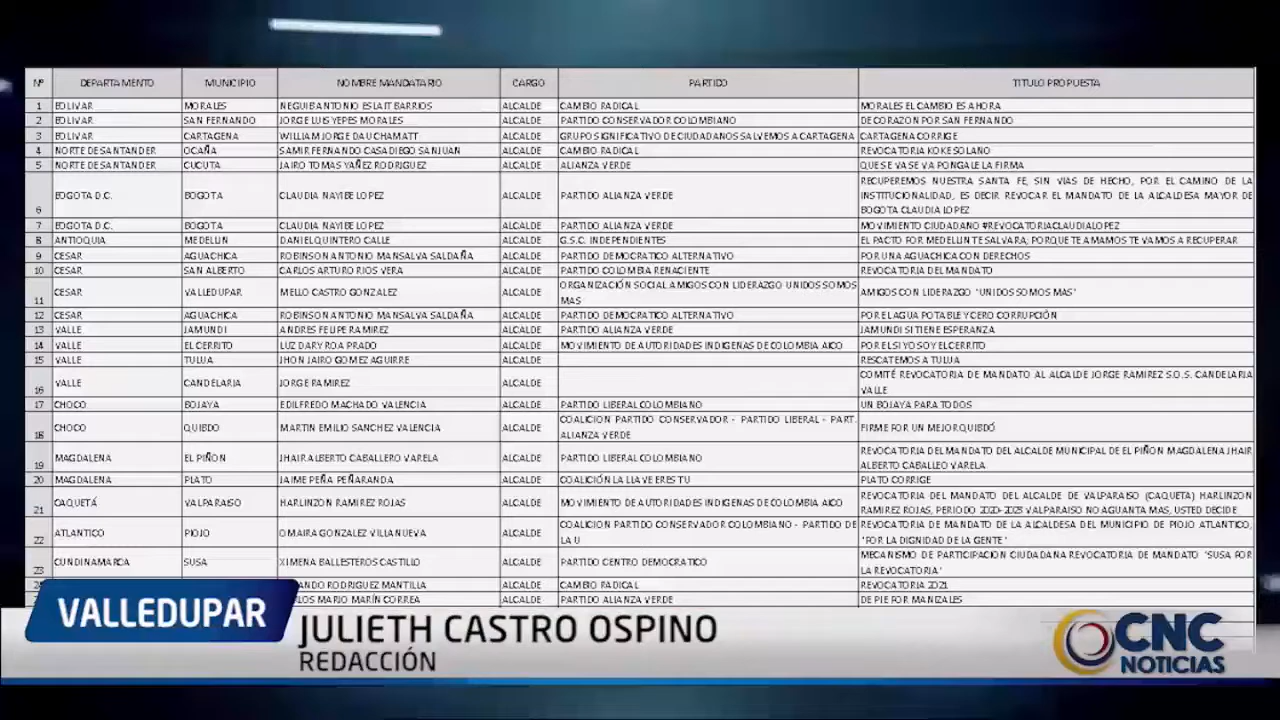 Nº DEPARTAMENTO MUNICIPIO NOMBRE MANDATARIO CARGO PARTIDO TITULO PROPUESTA
1 BOLIVAR MORALES NEGUIB ANTONIO ESLAIT BARRIOS ALCALDE CAMBIO RADICAL MORALES EL CAMBIO ES AHORA
2 BOLIVAR SAN FERNANDO JORGE LUIS YEPES MORALES ALCALDE PARTIDO CONSERVADOR COLOMBIANO DE CORAZON POR SAN FERNANDO
3 BOLIVAR CARTAGENA WILLIAM JORGE DAU CHAMATT ALCALDE GRUPO SIGNIFICATIVO DE CIUDADANOS SALVEMOS A CARTAGENA CARTAGENA CORRIGE
4 NORTE DE SANTANDER OCAÑA SAMIR FERNANDO CASADIEGO SANJUAN ALCALDE CAMBIO RADICAL REVOCATORIA KOKE SOLANO
5 NORTE DE SANTANDER CUCUTA JAIRO TOMAS YAÑEZ RODRIGUEZ ALCALDE ALIANZA VERDE QUE SE VA SE VA PONGALE LA FIRMA
6 BOGOTA D.C. BOGOTA CLAUDIA NAYIBE LOPEZ ALCALDE PARTIDO ALIANZA VERDE RECUPEREMOS NUESTRA SANTA FE, SIN VIAS DE HECHO, POR EL CAMINO DE LA
INSTITUCIONALIDAD, ES DECIR REVOCAR EL MANDATO DE LA ALCALDESA MAYOR DE
BOGOTA CLAUDIA LOPEZ
7 BOGOTA D.C. BOGOTA CLAUDIA NAYIBE LOPEZ ALCALDE PARTIDO ALIANZA VERDE MOVIMIENTO CIUDADANO #REVOCATORIACLAUDIALOPEZ
8 ANTIOQUIA MEDELLIN DANIEL QUINTERO CALLE ALCALDE G.S.C. INDEPENDIENTES EL PACTO POR MEDELLIN TE SALVARA; PORQUE TE AMAMOS TE VAMOS A RECUPERAR
9 CESAR AGUACHICA ROBINSON ANTONIO MANSALVA SALDAÑA ALCALDE PARTIDO DEMOCRATICO ALTERNATIVO POR UNA AGUACHICA CON DERECHOS
10 CESAR SAN ALBERTO CARLOS ARTURO RIOS VERA ALCALDE PARTIDO COLOMBIA RENACIENTE REVOCATORIA DEL MANDATO
11 CESAR VALLEDUPAR MELLO CASTRO GONZALEZ ALCALDE ORGANIZACIÓN SOCIAL AMIGOS CON LIDERAZGO UNIDOS SOMOS
MAS AMIGOS CON LIDERAZGO "UNIDOS SOMOS MAS"
12 CESAR AGUACHICA ROBINSON ANTONIO MANSALVA SALDAÑA ALCALDE PARTIDO DEMOCRATICO ALTERNATIVO POR EL AGUA POTABLE Y CERO CORRUPCIÓN
13 VALLE JAMUNDI ANDRES FELIPE RAMIREZ ALCALDE PARTIDO ALIANZA VERDE JAMUNDI SI TIENE ESPERANZA
14 VALLE EL CERRITO LUZ DARY ROA PRADO ALCALDE MOVIMIENTO DE AUTORIDADES INDIGENAS DE COLOMBIA AICO POR EL SI YO SOY EL CERRITO
15 VALLE TULUA JHON JAIRO GOMEZ AGUIRRE ALCALDE RESCATEMOS A TULUA
16 VALLE CANDELARIA JORGE RAMIREZ ALCALDE COMITÉ REVOCATORIA DE MANDATO AL ALCALDE JORGE RAMIREZ S.O.S. CANDELARIA
VALLE
17 CHOCO BOJAYA EDILFREDO MACHADO VALENCIA ALCALDE PARTIDO LIBERAL COLOMBIANO UN BOJAYA PARA TODOS
18 CHOCO QUIBDO MARTIN EMILIO SANCHEZ VALENCIA ALCALDE COALICION PARTIDO CONSERVADOR - PARTIDO LIBERAL - PART.
ALIANZA VERDE FIRME POR UN MEJOR QUIBDÓ
19 MAGDALENA EL PIÑON JHAIR ALBERTO CABALLERO VARELA ALCALDE PARTIDO LIBERAL COLOMBIANO REVOCATORIA DEL MANDATO DEL ALCALDE MUNICIPAL DE EL PIÑON MAGDALENA JHAIR
ALBERTO CABALLEO VARELA
20 MAGDALENA PLATO JAIME PEÑA PEÑARANDA ALCALDE COALICIÓN LA LLAVE ERES TU PLATO CORRIGE
21 CAQUETÁ VALPARAISO HARLINZON RAMIREZ ROJAS ALCALDE MOVIMIENTO DE AUTORIDADES INDIGENAS DE COLOMBIA AICO REVOCATORIA DEL MANDATO DEL ALCALDE DE VALPARAISO (CAQUETA) HARLINZON
RAMIREZ ROJAS, PERIODO 2020-2023 VALPARAISO NO AGUANTA MAS, USTED DECIDE
22 ATLANTICO PIOJO OMAIRA GONZALEZ VILLANUEVA ALCALDE COALICION PARTIDO CONSERVADOR COLOMBIANO - PARTIDO DE
LA U REVOCATORIA DE MANDATO DE LA ALCALDESA DEL MUNICIPIO DE PIOJO ATLANTICO,
"POR LA DIGNIDAD DE LA GENTE"
23 CUNDINAMARCA SUSA XIMENA BALLESTEROS CASTILLO ALCALDE PARTIDO CENTRO DEMOCRATICO MECANISMO DE PARTICIPACION CIUDADANA REVOCATORIA DE MANDATO "SUSA POR
LA REVOCATORIA"
RODRIGUEZ MANTILLA ALCALDE CAMBIO RADICAL REVOCATORIA 2021
MARIO MARÍN CORREA ALCALDE PARTIDO ALIANZA VERDE DE PIE POR MANIZALES
VALLEDUPAR
JULIETH CASTRO OSPINO
REDACCIÓN
CNC
NOTICIAS